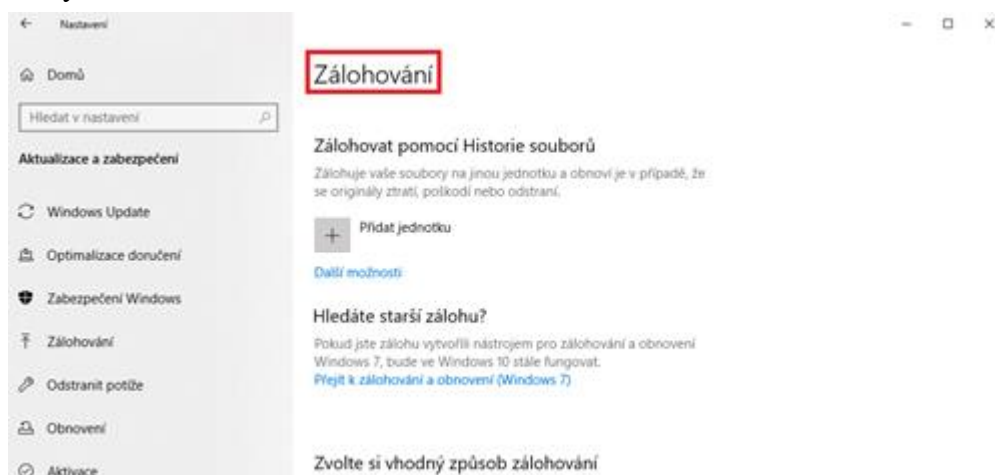 Nastavení
Domů
Hledat v nastavení
Aktualizace a zabezpečení
Windows Update
Optimalizace doručení
Zabezpečení Windows
Zálohování
Odstranit potíže
Obnovení
Aktivace
Zálohování
Zálohovat pomocí Historie souborů
Zálohuje vaše soubory na jinou jednotku a obnoví je v případě, že
se originály ztratí, poškodí nebo odstraní.
Přidat jednotku
Další možnosti
Hledáte starší zálohu?
Pokud jste zálohu vytvořili nástrojem pro zálohování a obnovení
Windows 7, bude ve Windows 10 stále fungovat.
Přejít k zálohování a obnovení (Windows 7)
Zvolte si vhodný způsob zálohování